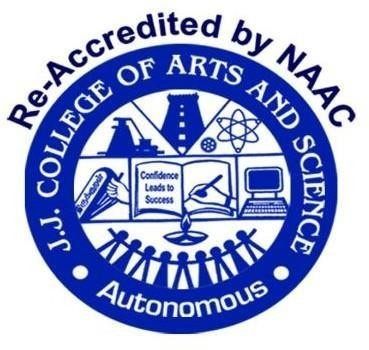 Re-Accredited by NAAC
J.J. COLLEGE OF ARTS AND SCIENCE
Confidence
Leads to
Success
Autonomous